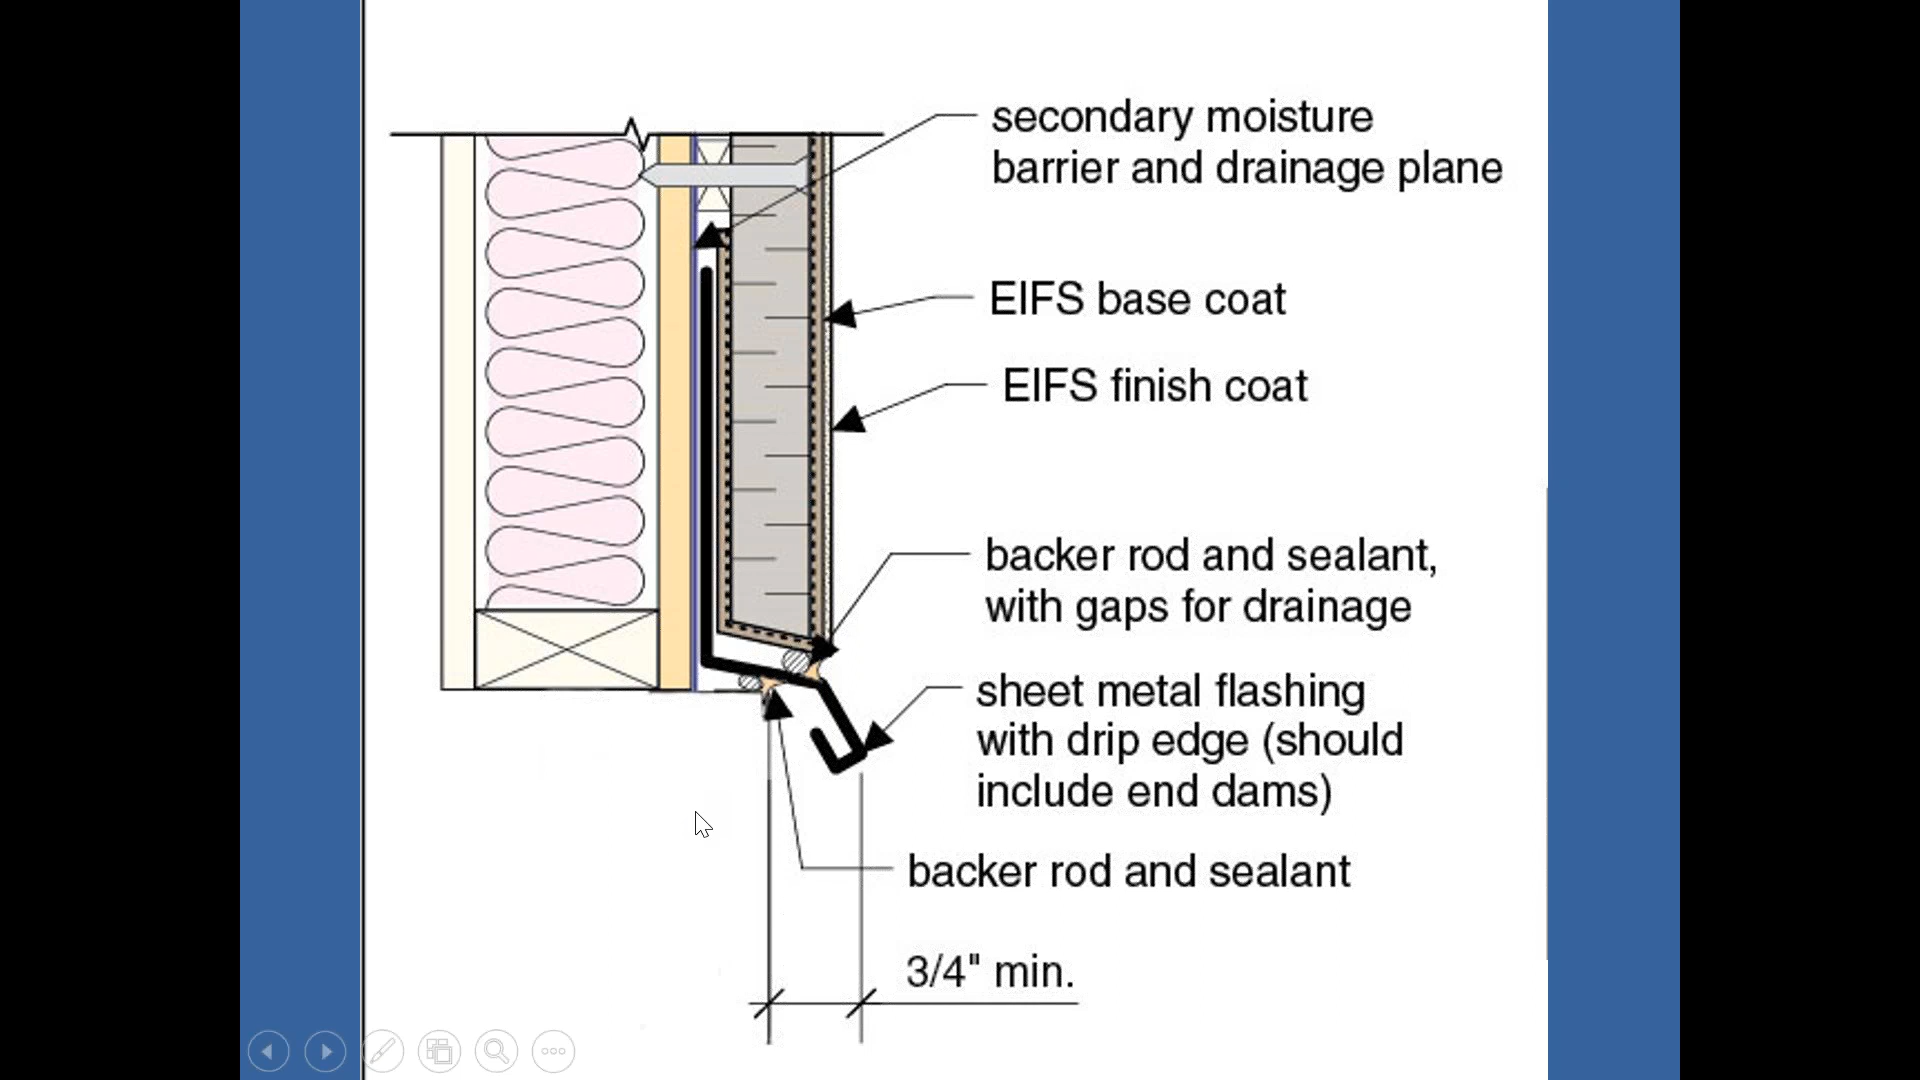 secondary moisture
barrier and drainage plane
EIFS base coat
EIFS finish coat
backer rod and sealant,
with gaps for drainage
sheet metal flashing
with drip edge (should
include end dams)
backer rod and sealant
3/4" min.